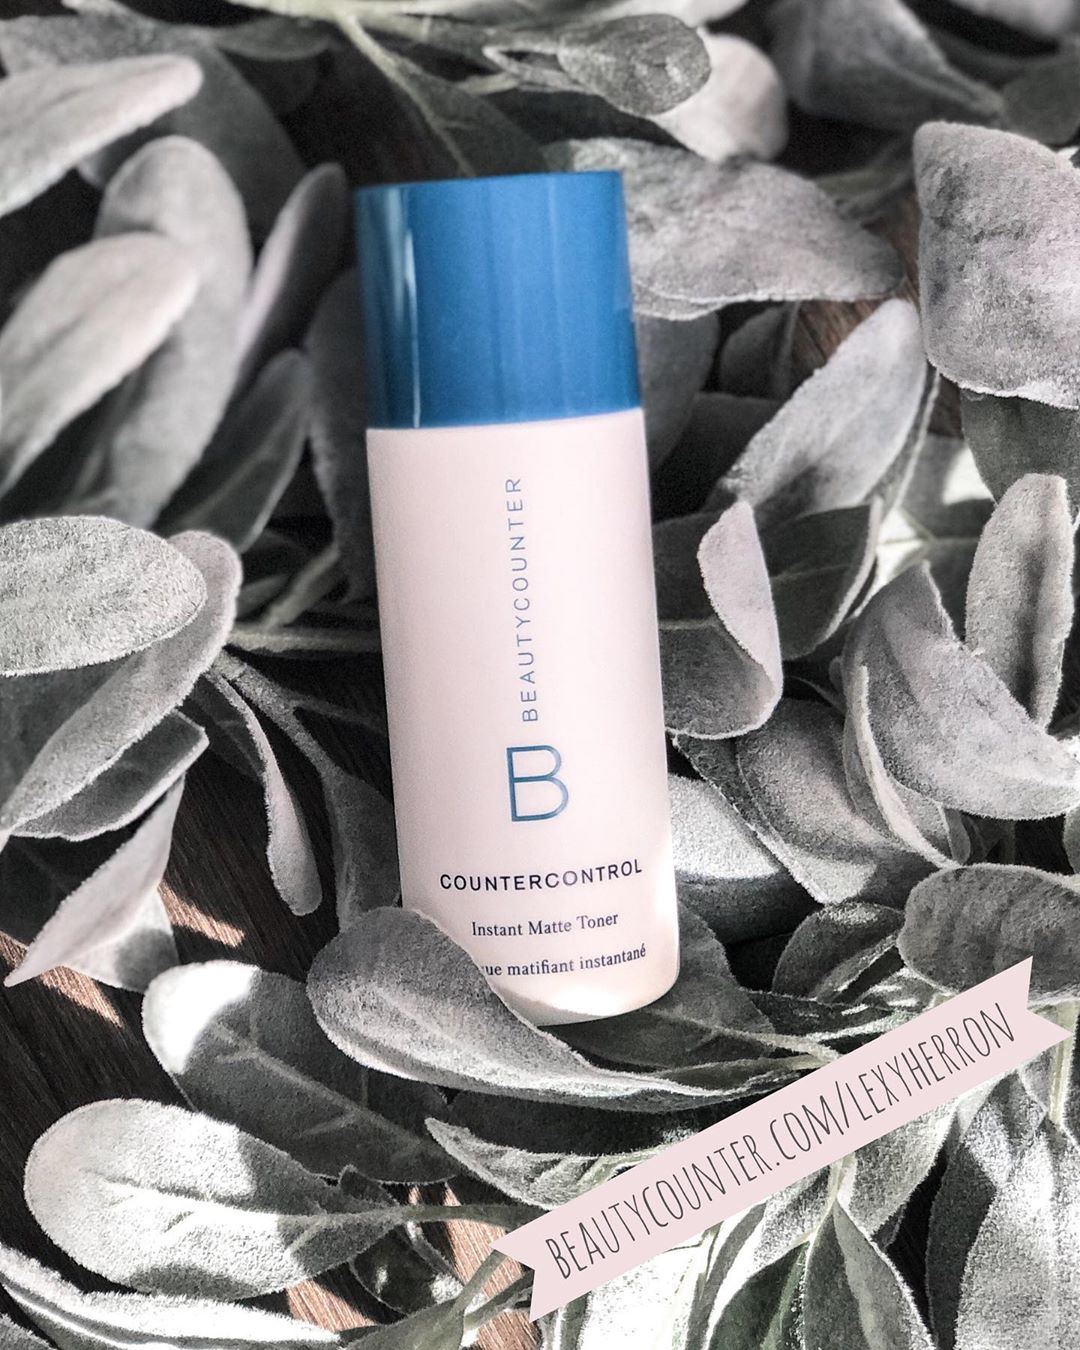 BEAUTYCOUNTER
B
COUNTERCONTROL
Instant Matte Toner
matifiant instantané
BEAUTYCOUNTER.COM/LEXYHERRON